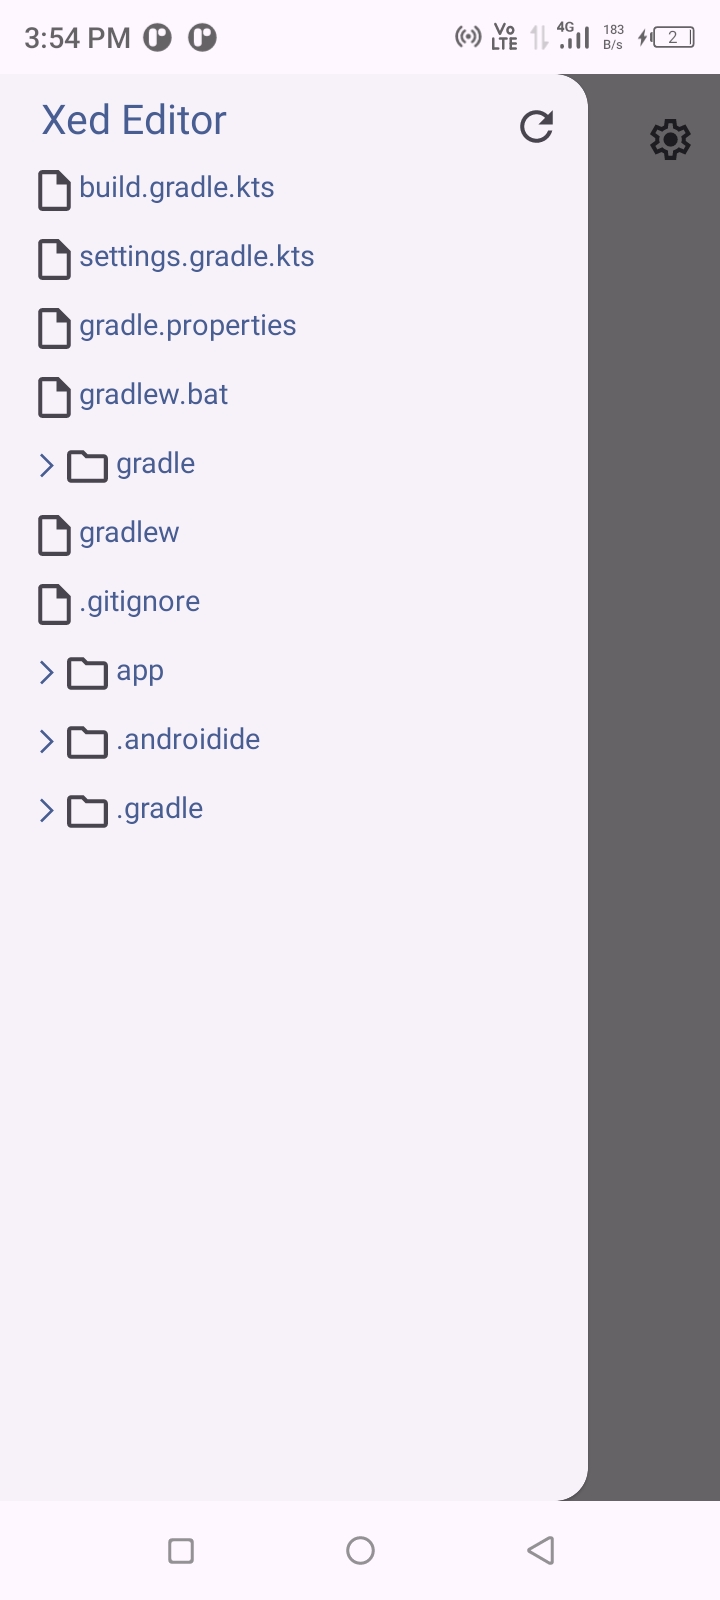 3:54 PM
Vo LTE 4G 183 B/s 2
Xed Editor
build.gradle.kts
settings.gradle.kts
gradle.properties
gradlew.bat
gradle
gradlew
.gitignore
app
.androidide
.gradle